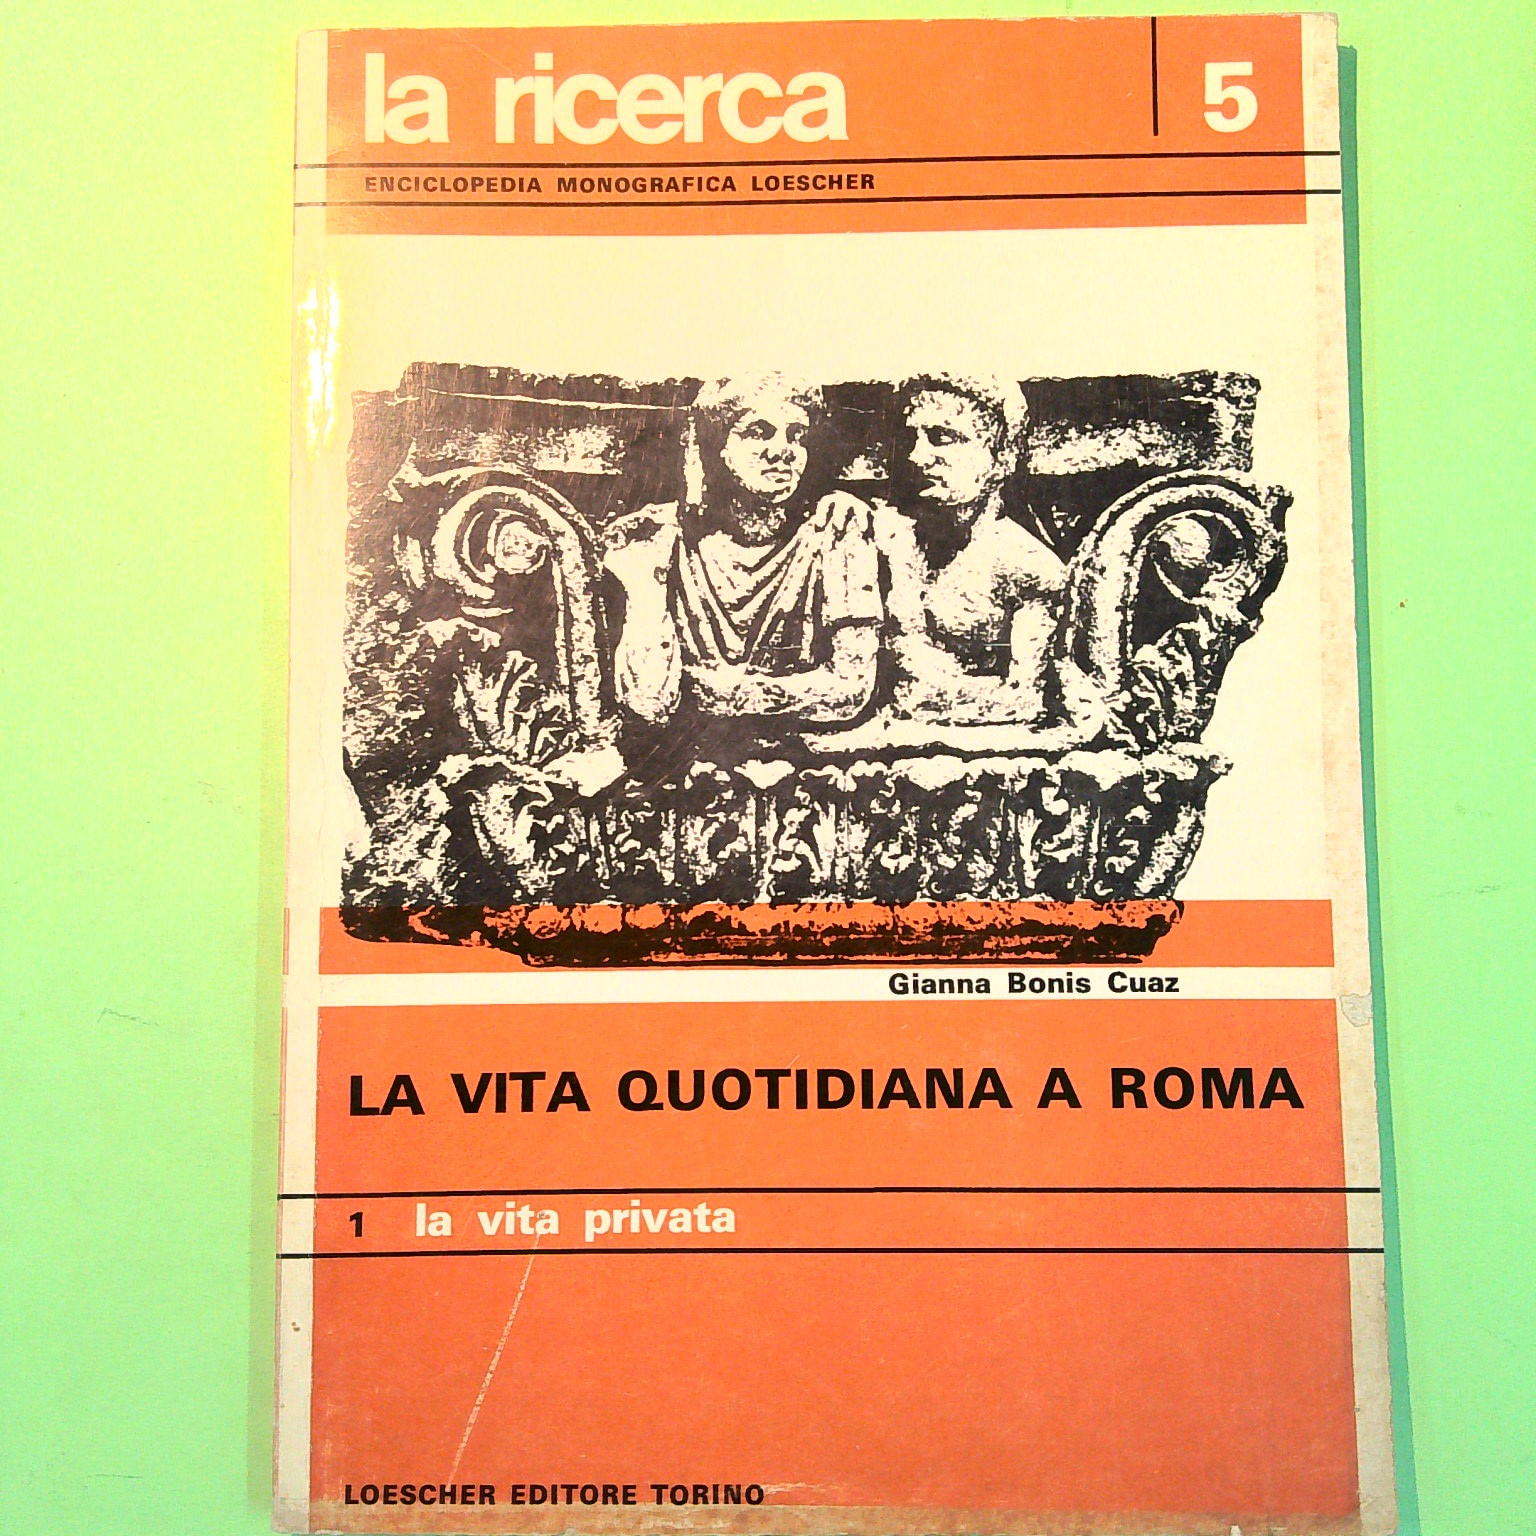 la ricerca
5
ENCICLOPEDIA MONOGRAFICA LOESCHER
Gianna Bonis Cuaz
LA VITA QUOTIDIANA A ROMA
1 la vita privata
LOESCHER EDITORE TORINO